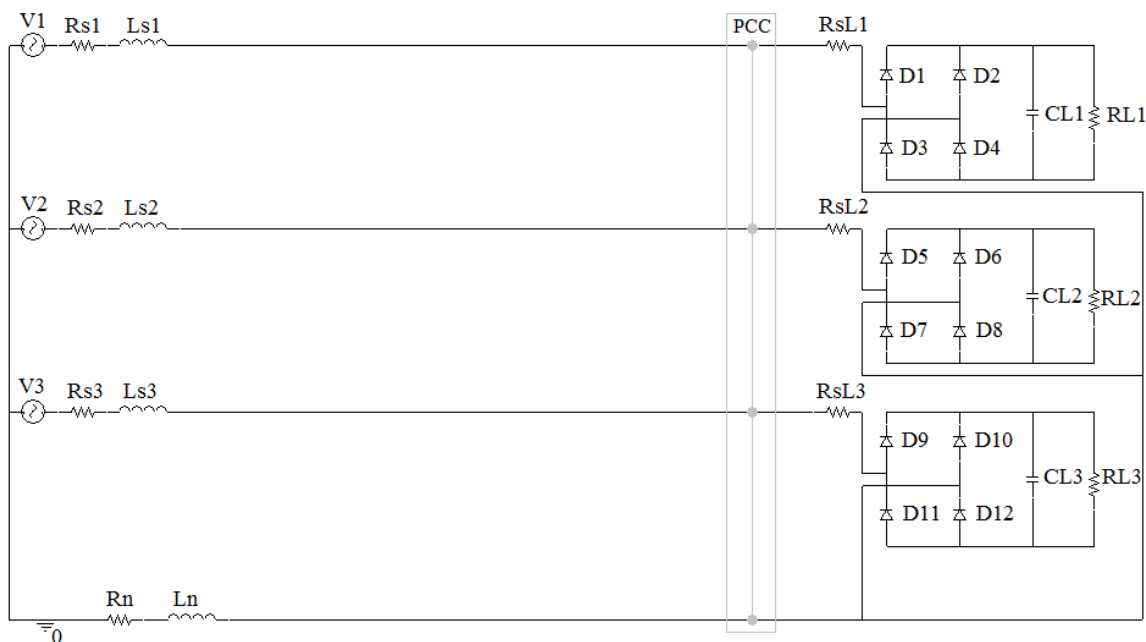 V1
Rs1 Ls1
PCC
RsL1
D1 D2
CL1 RL1
D3 D4
V2
Rs2 Ls2
RsL2
D5 D6
CL2 RL2
D7 D8
V3
Rs3 Ls3
RsL3
D9 D10
CL3 RL3
D11 D12
Rn Ln
0